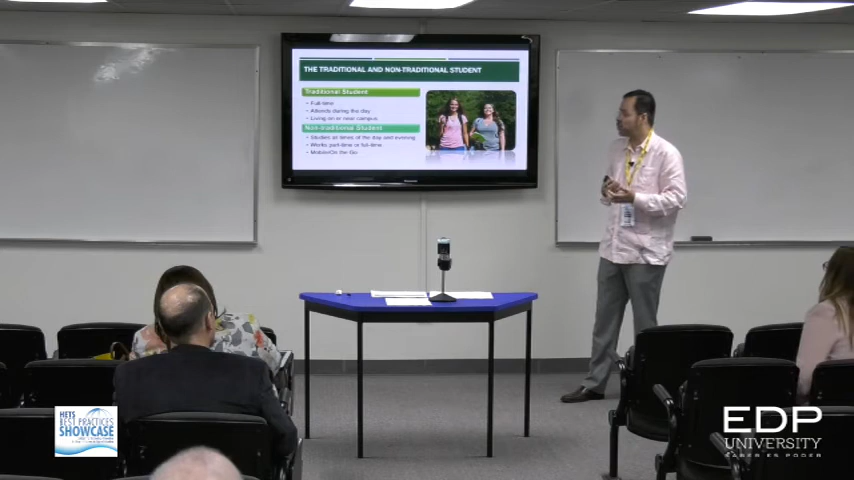 THE TRADITIONAL AND NON-TRADITIONAL STUDENT
Traditional Student
• Full-time
• Attends during the day
• Living on or near campus
Non-traditional Student
• Studies at times of the day and evening
• Works part-time or full-time
• Mobile/On the Go
HETS
BEST PRACTICES
SHOWCASE
EDP
UNIVERSITY
SABER ES PODER